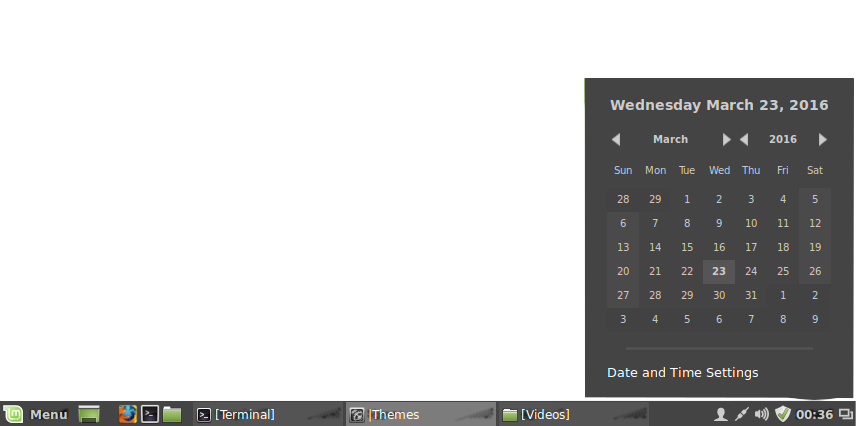 Wednesday March 23, 2016
March 2016
Sun Mon Tue Wed Thu Fri Sat
28 29 1 2 3 4 5
6 7 8 9 10 11 12
13 14 15 16 17 18 19
20 21 22 23 24 25 26
27 28 29 30 31 1 2
3 4 5 6 7 8 9
Date and Time Settings
Menu [Terminal] Themes [Videos] 00:36